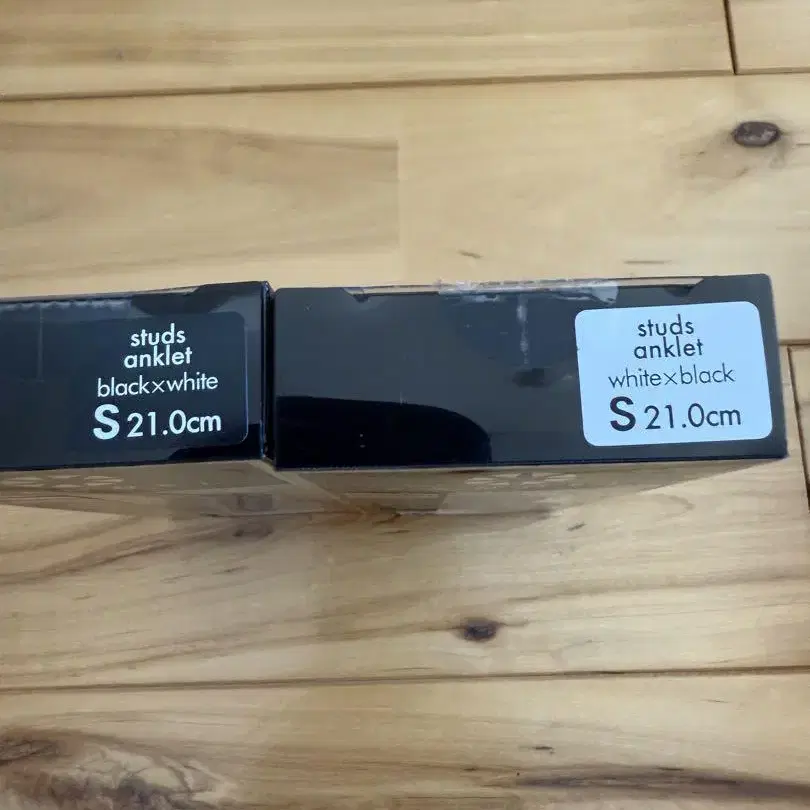 studs
anklet
black×white
S 21.0cm
studs
anklet
white×black
S 21.0cm